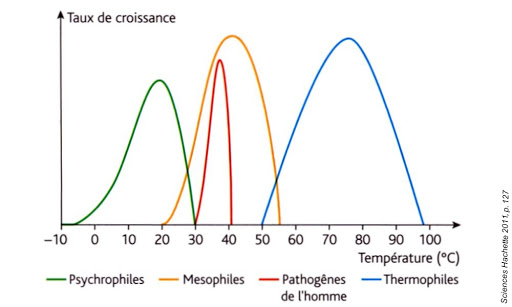 Taux de croissance
−10 0 10 20 30 40 50 60 70 80 90 100
Température (°C)
Psychrophiles Mesophiles Pathogênes Thermophiles
de l'homme
Sciences Hachette 2011, p. 127